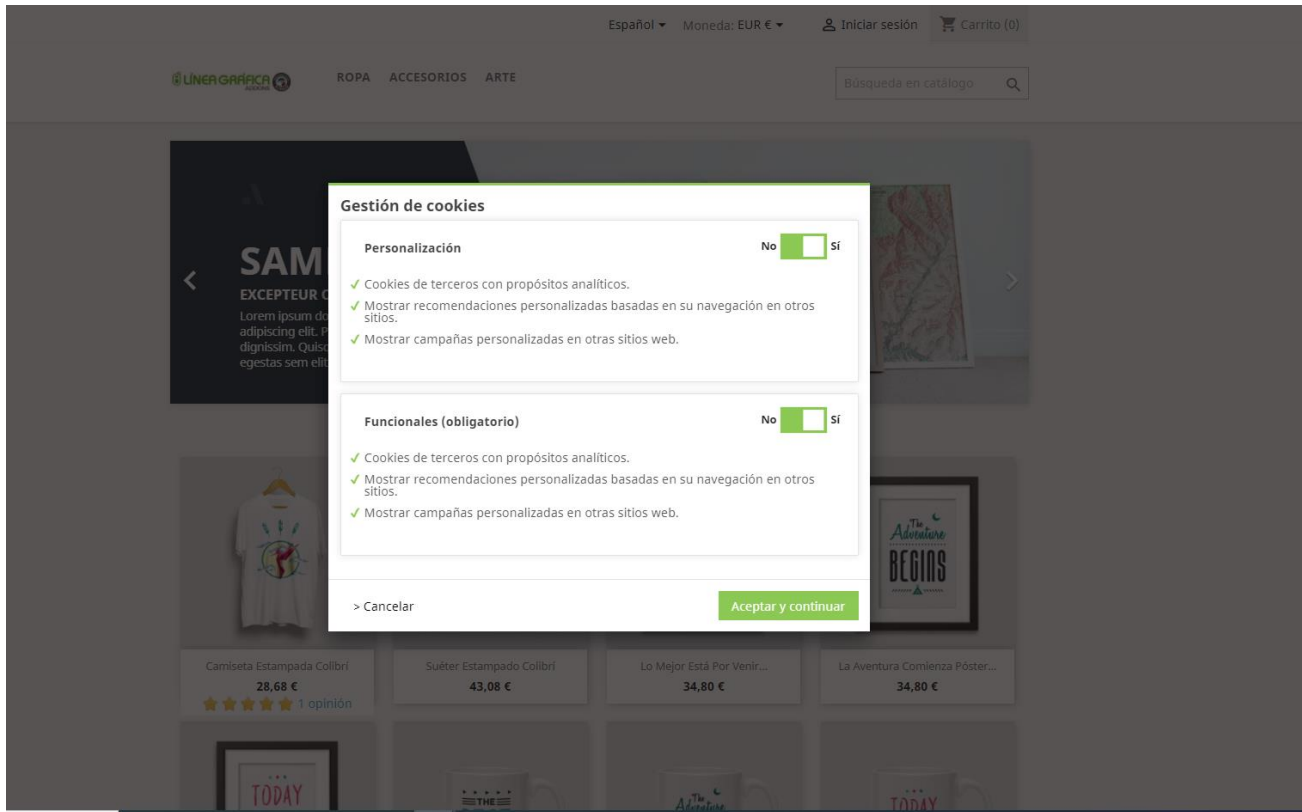 Español
Moneda: EUR €
Iniciar sesión
Carrito (0)
LÍNEA GRÁFICA
ADDONS
ROPA ACCESORIOS ARTE
Búsqueda en catálogo
SAM
EXCEPTEUR
Lorem ipsum do
adipiscing elit. P
dignissim. Quisc
egestas sem elit
Gestión de cookies
Personalización
No Sí
✓ Cookies de terceros con propósitos analíticos.
✓ Mostrar recomendaciones personalizadas basadas en su navegación en otros
sitios.
✓ Mostrar campañas personalizadas en otras sitios web.
Funcionales (obligatorio)
No Sí
✓ Cookies de terceros con propósitos analíticos.
✓ Mostrar recomendaciones personalizadas basadas en su navegación en otros
sitios.
✓ Mostrar campañas personalizadas en otras sitios web.
> Cancelar
Aceptar y continuar
The
Adventure
BEGINS
Camiseta Estampada Colibrí
28,68 €
1 opinión
Suéter Estampado Colibrí
43,08 €
Lo Mejor Está Por Venir...
34,80 €
La Aventura Comienza Póster...
34,80 €
TODAY
THE
The
Adventure
TODAY